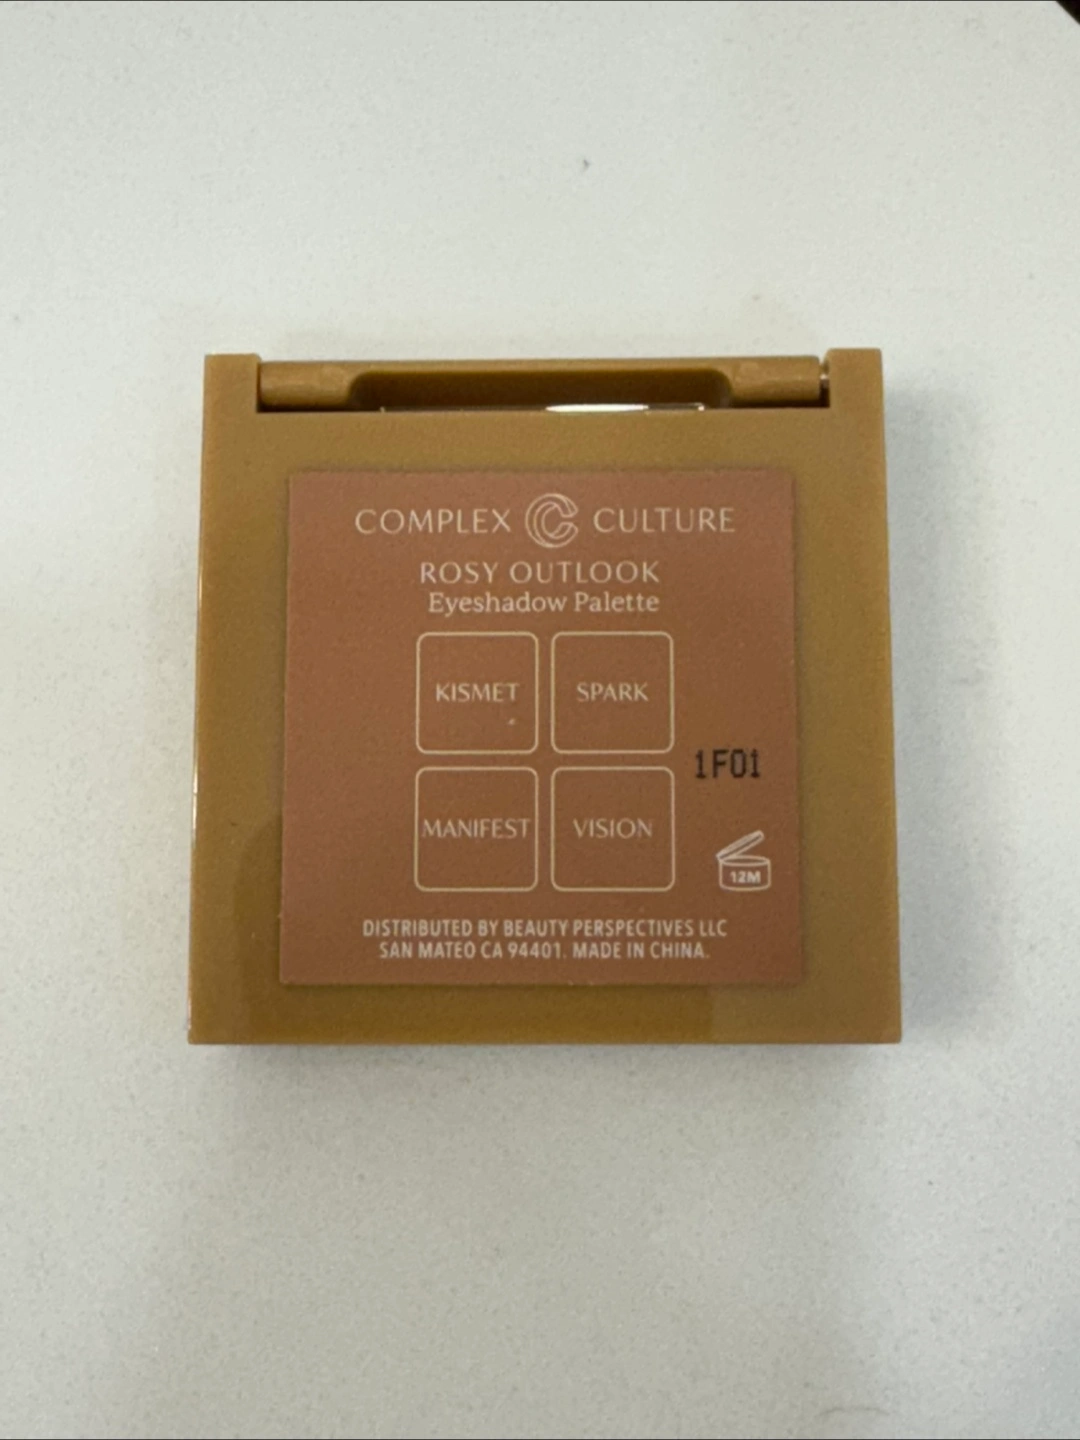 COMPLEX CULTURE
ROSY OUTLOOK
Eyeshadow Palette
KISMET SPARK
1F01
MANIFEST VISION
12M
DISTRIBUTED BY BEAUTY PERSPECTIVES LLC
SAN MATEO CA 94401. MADE IN CHINA.